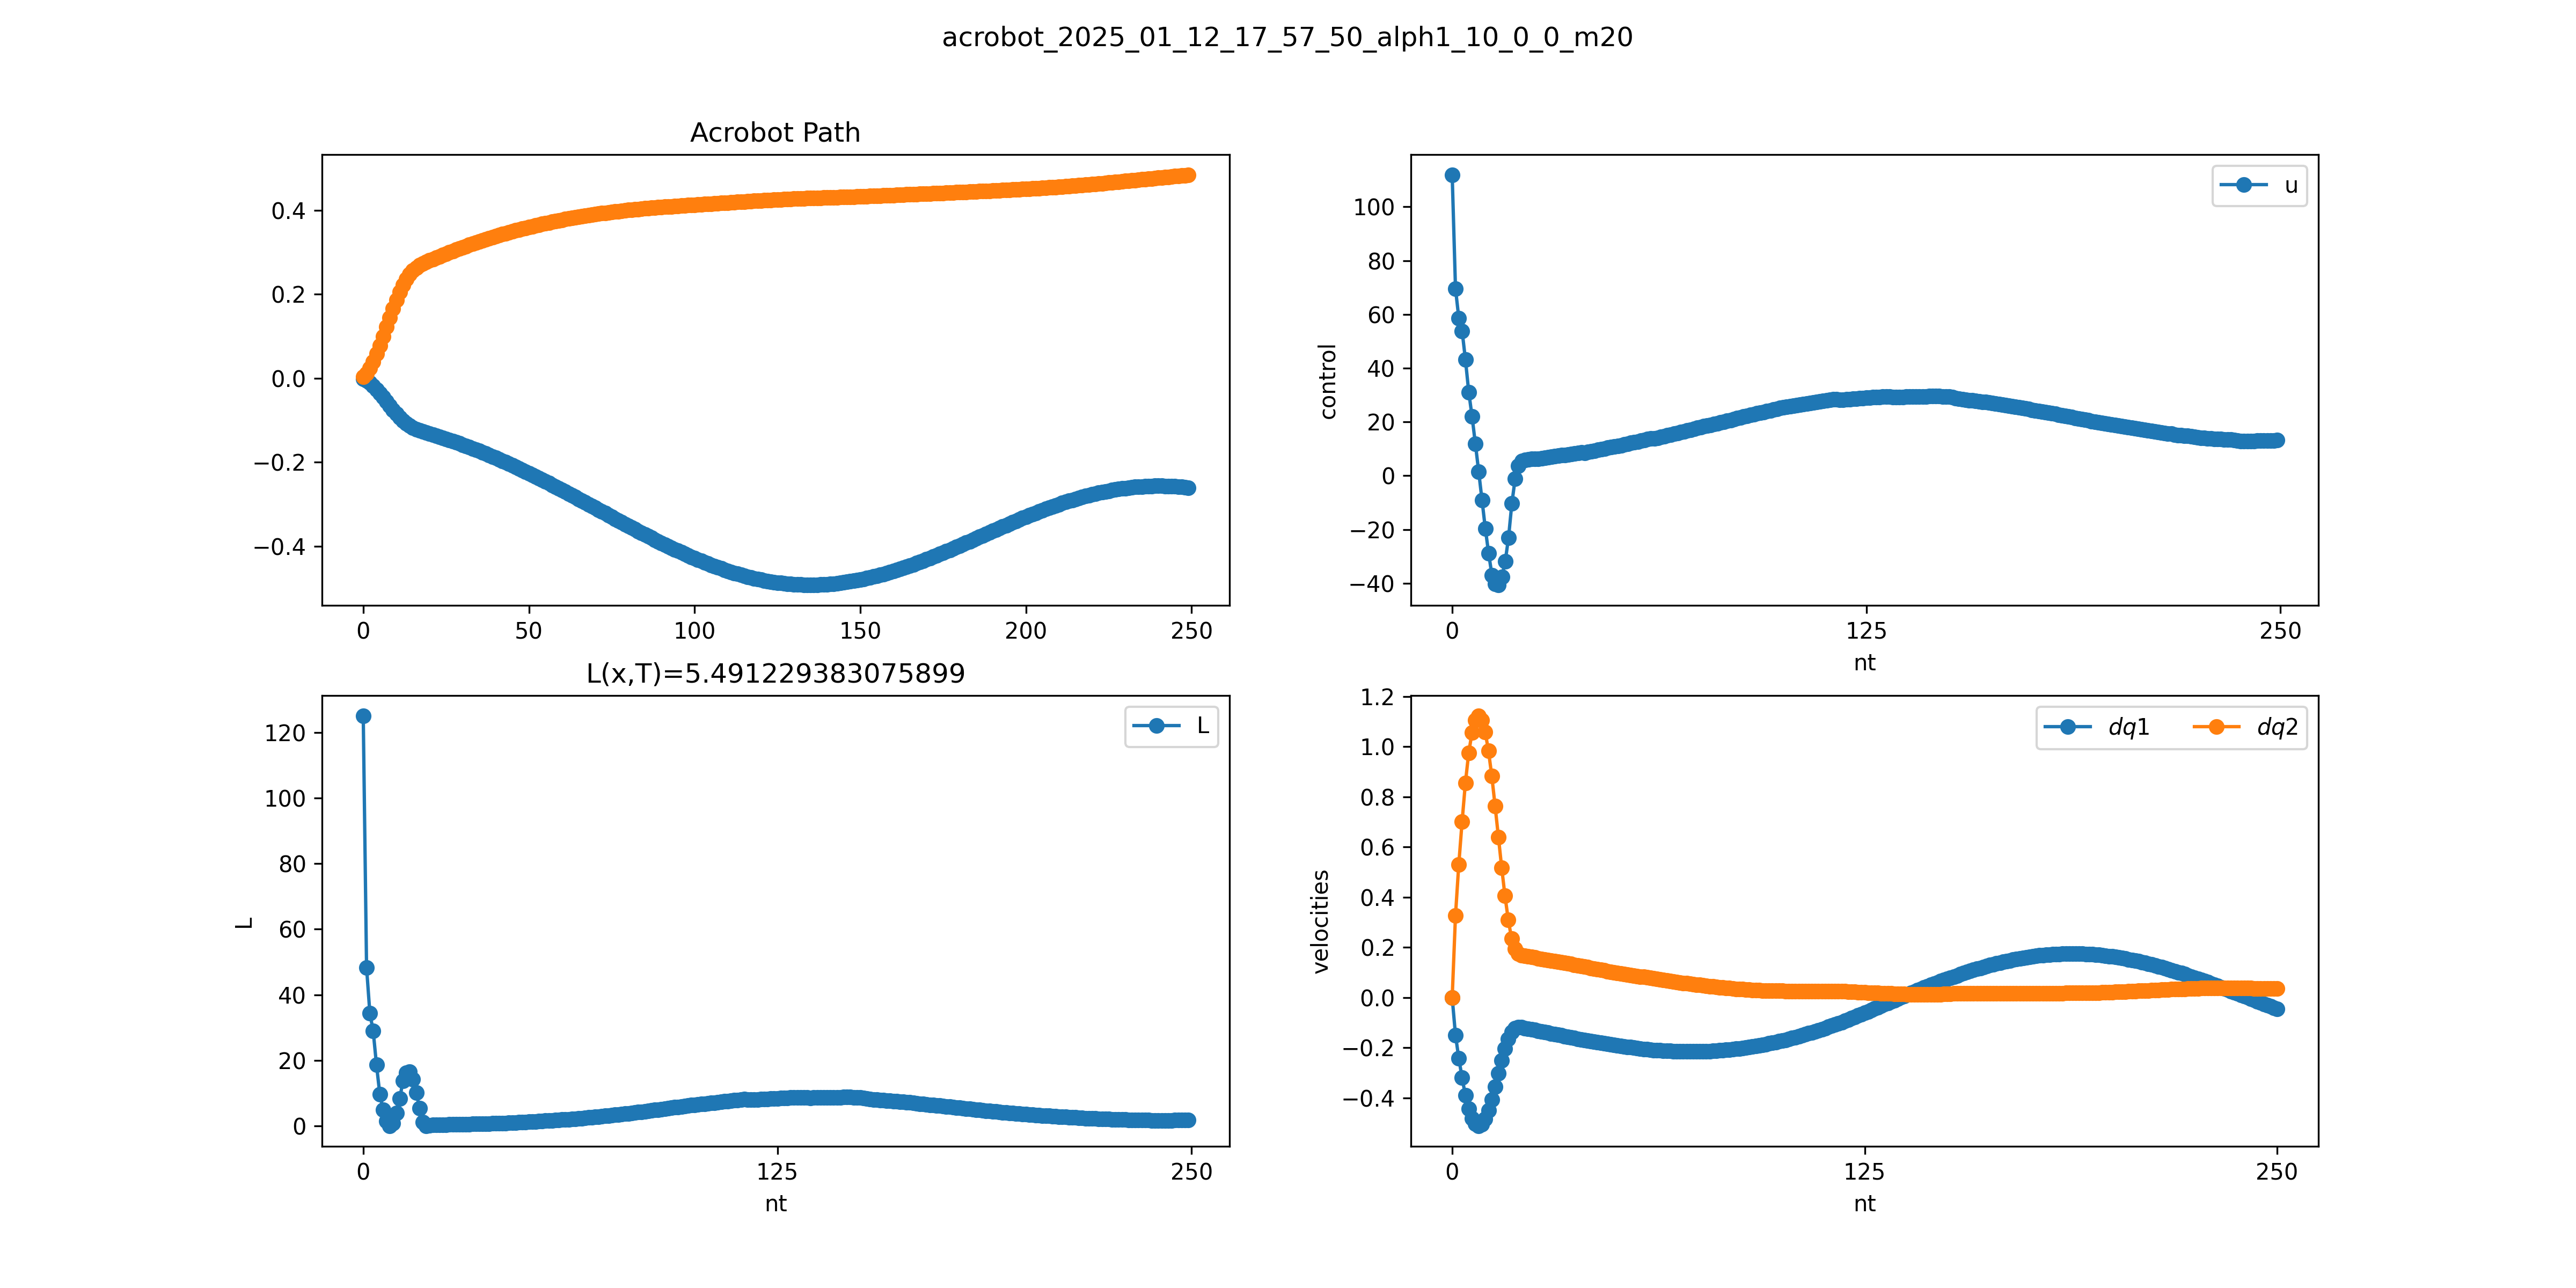 acrobot_2025_01_12_17_57_50_alph1_10_0_0_m20
Acrobot Path
0.4
0.2
0.0
−0.2
−0.4
0 50 100 150 200 250
u
control
100
80
60
40
20
0
−20
−40
0 125 250
nt
L(x,T)=5.491229383075899
L
L
120
100
80
60
40
20
0
0 125 250
nt
dq1 dq2
velocities
1.2
1.0
0.8
0.6
0.4
0.2
0.0
−0.2
−0.4
0 125 250
nt